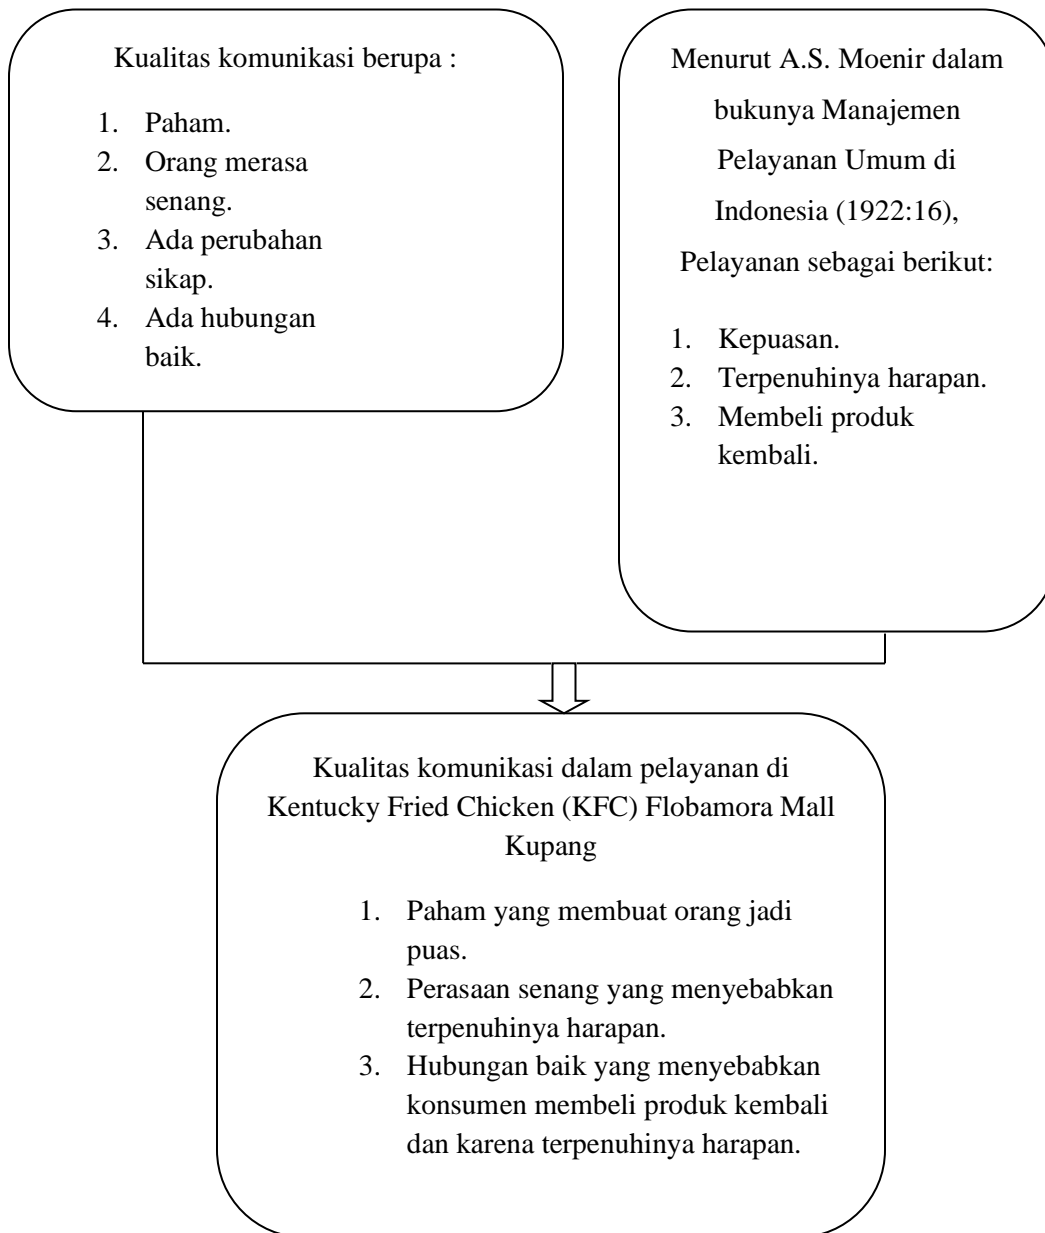 Kualitas komunikasi berupa :
1. Paham.
2. Orang merasa
senang.
3. Ada perubahan
sikap.
4. Ada hubungan
baik.
Menurut A.S. Moenir dalam
bukunya Manajemen
Pelayanan Umum di
Indonesia (1922:16),
Pelayanan sebagai berikut:
1. Kepuasan.
2. Terpenuhinya harapan.
3. Membeli produk
kembali.
Kualitas komunikasi dalam pelayanan di
Kentucky Fried Chicken (KFC) Flobamora Mall
Kupang
1. Paham yang membuat orang jadi
puas.
2. Perasaan senang yang menyebabkan
terpenuhinya harapan.
3. Hubungan baik yang menyebabkan
konsumen membeli produk kembali
dan karena terpenuhinya harapan.